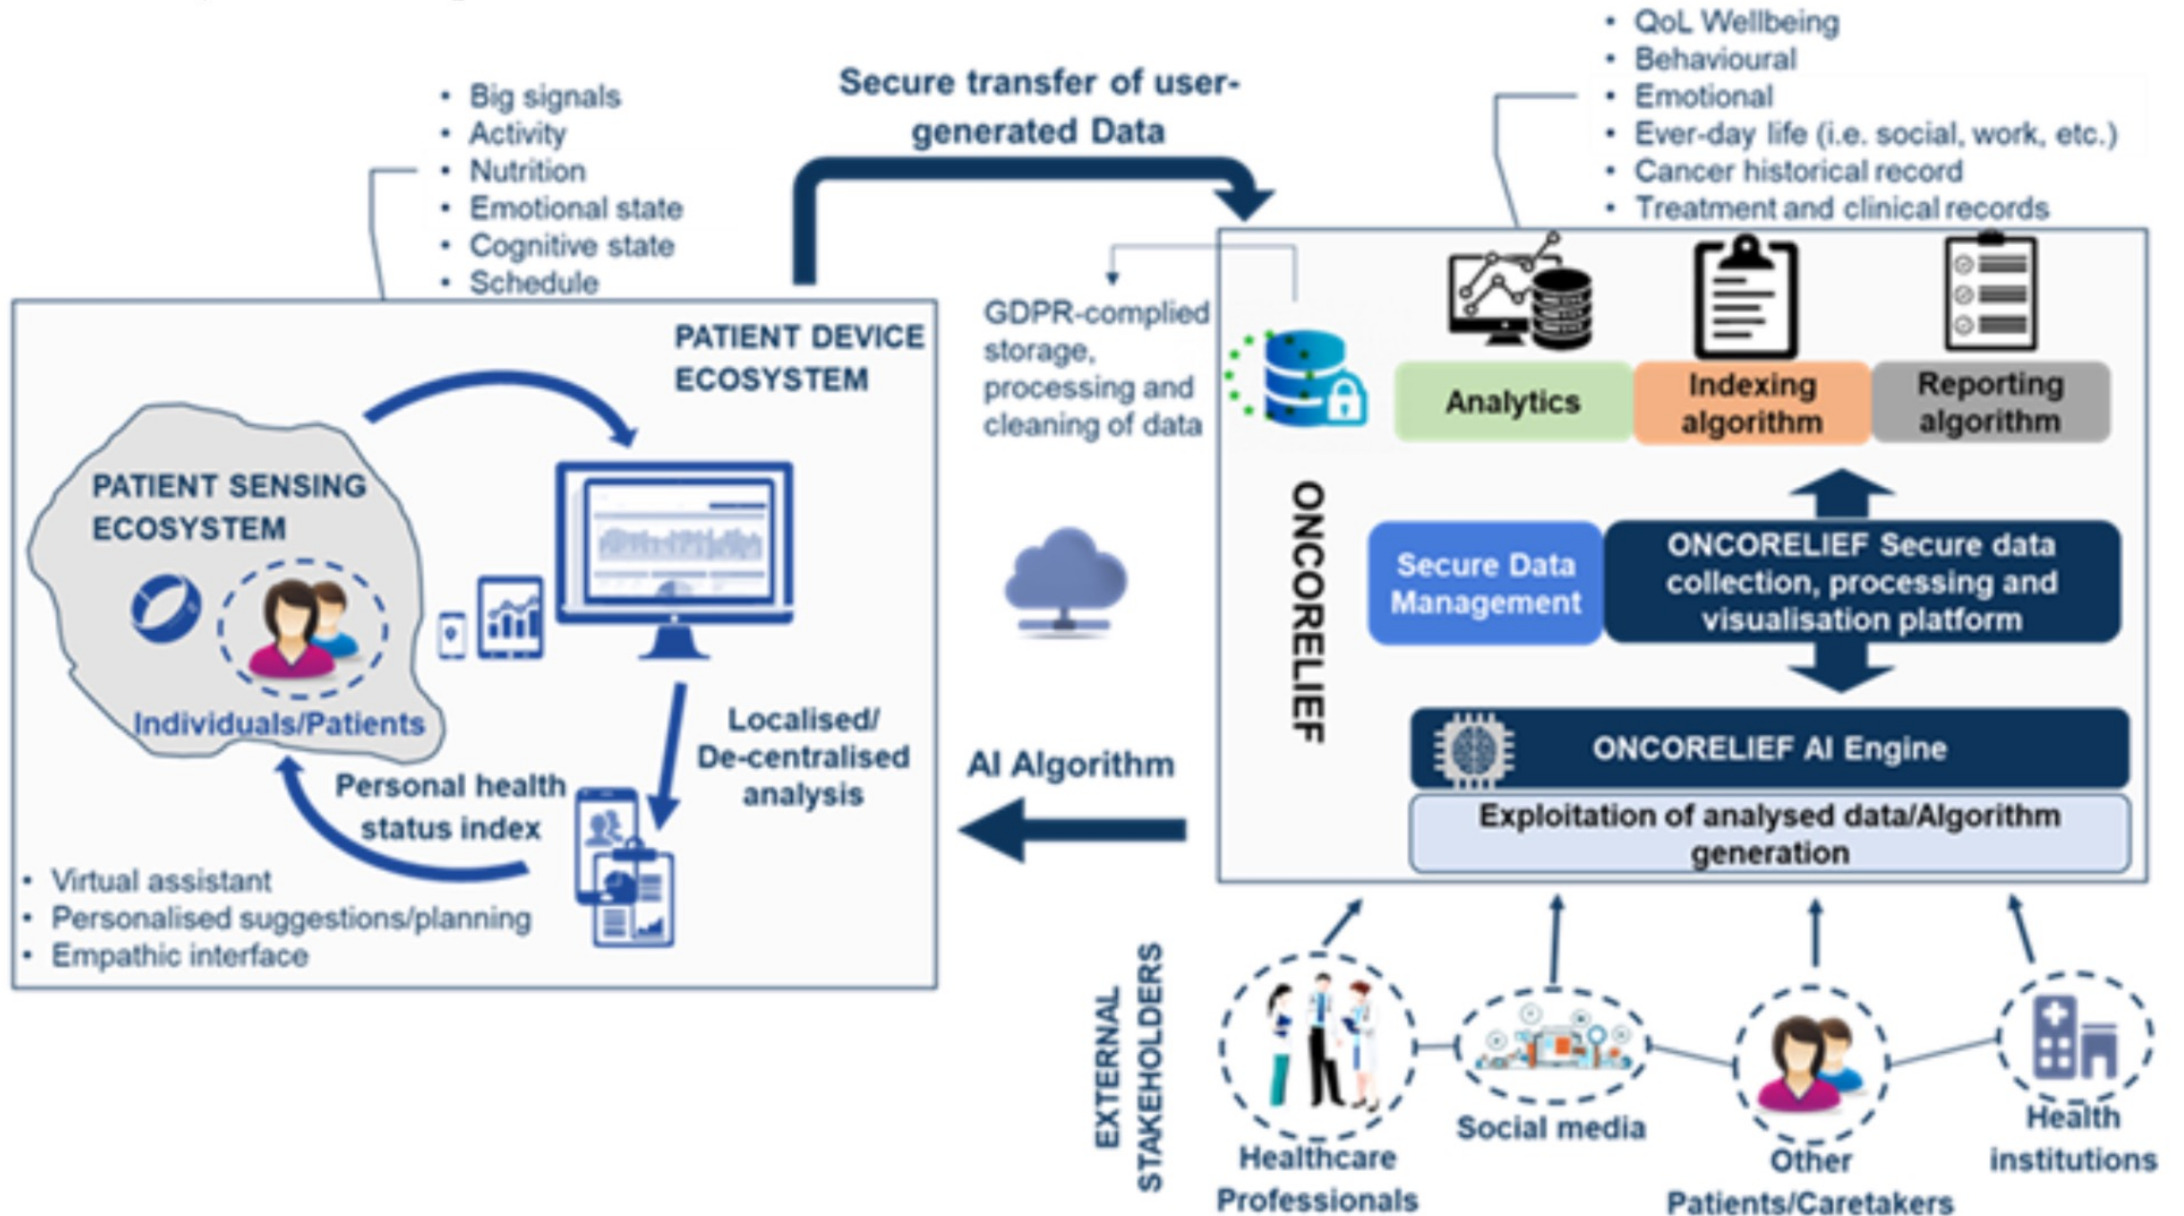 • Big signals
• Activity
• Nutrition
• Emotional state
• Cognitive state
• Schedule
Secure transfer of user-
generated Data
• QoL Wellbeing
• Behavioural
• Emotional
• Ever-day life (i.e. social, work, etc.)
• Cancer historical record
• Treatment and clinical records
PATIENT DEVICE
ECOSYSTEM
PATIENT SENSING
ECOSYSTEM
Individuals/Patients
Localised/
De-centralised
analysis
Personal health
status index
• Virtual assistant
• Personalised suggestions/planning
• Empathic interface
GDPR-complied
storage,
processing and
cleaning of data
AI Algorithm
ONCORELIEF
Analytics
Indexing
algorithm
Reporting
algorithm
Secure Data
Management
ONCORELIEF Secure data
collection, processing and
visualisation platform
ONCORELIEF AI Engine
Exploitation of analysed data/Algorithm
generation
EXTERNAL
STAKEHOLDERS
Healthcare
Professionals
Social media
Other
Patients/Caretakers
Health
institutions